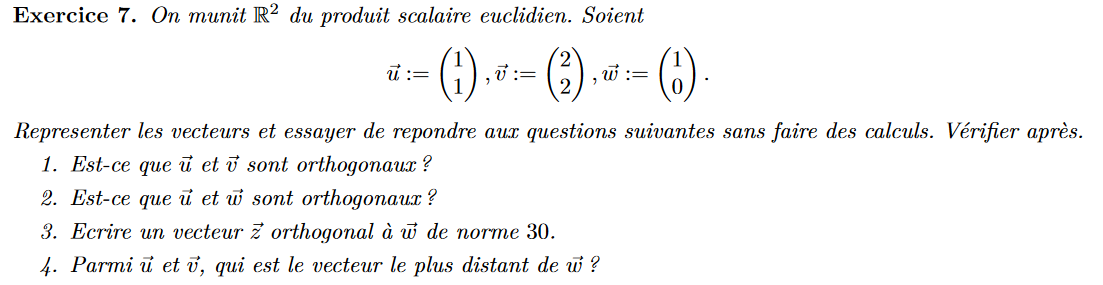 Exercice 7. On munit ℝ² du produit scalaire euclidien. Soient
$\vec{u} := \begin{pmatrix} 1 \\ 1 \end{pmatrix}, \vec{v} := \begin{pmatrix} 2 \\ 2 \end{pmatrix}, \vec{w} := \begin{pmatrix} 1 \\ 0 \end{pmatrix}.$
Representer les vecteurs et essayer de repondre aux questions suivantes sans faire des calculs. Vérifier après.
1. Est-ce que $\vec{u}$ et $\vec{v}$ sont orthogonaux ?
2. Est-ce que $\vec{u}$ et $\vec{w}$ sont orthogonaux ?
3. Ecrire un vecteur $\vec{z}$ orthogonal à $\vec{w}$ de norme 30.
4. Parmi $\vec{u}$ et $\vec{v}$, qui est le vecteur le plus distant de $\vec{w}$ ?